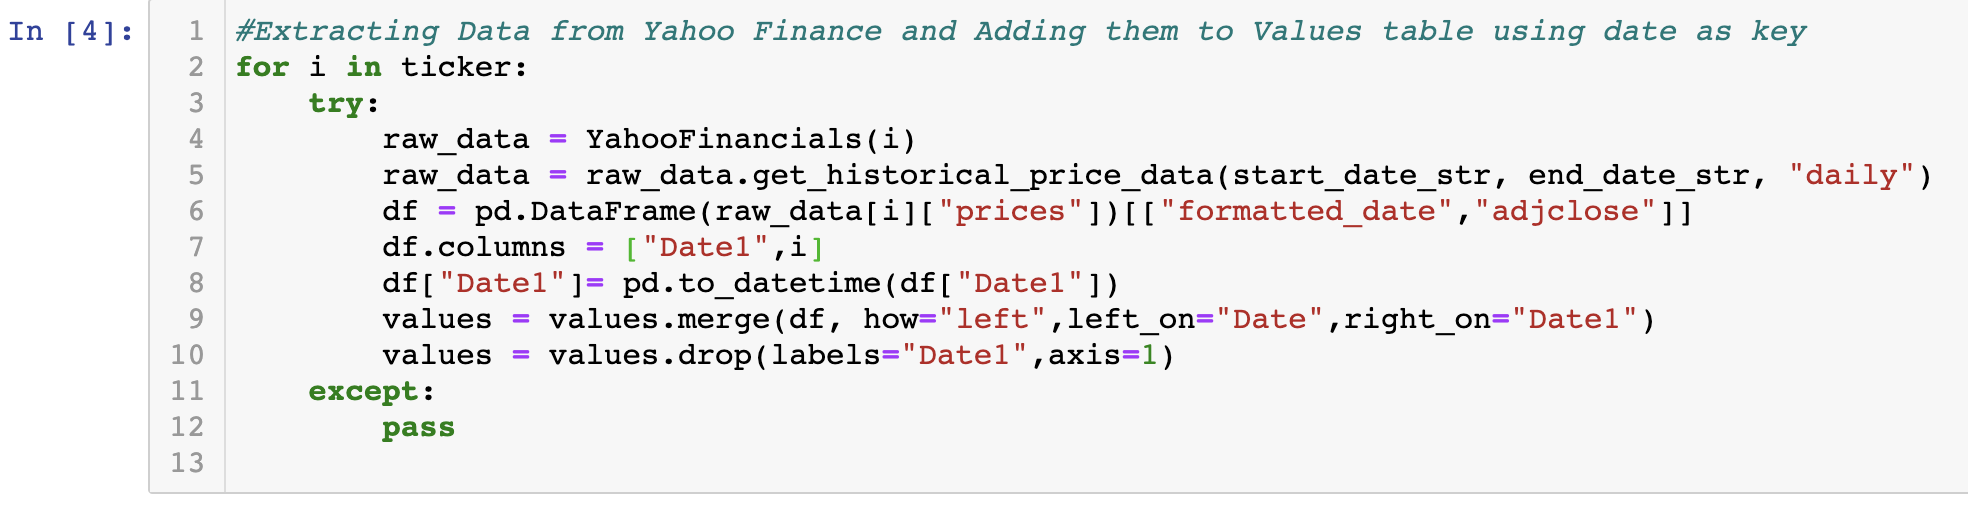 In [4]:
1 #Extracting Data from Yahoo Finance and Adding them to Values table using date as key
2 for i in ticker:
3     try:
4         raw_data = YahooFinancials(i)
5         raw_data = raw_data.get_historical_price_data(start_date_str, end_date_str, "daily")
6         df = pd.DataFrame(raw_data[i]["prices"])[["formatted_date","adjclose"]]
7         df.columns = ["Date1",i]
8         df["Date1"]= pd.to_datetime(df["Date1"])
9         values = values.merge(df, how="left",left_on="Date",right_on="Date1")
10         values = values.drop(labels="Date1",axis=1)
11     except:
12         pass
13